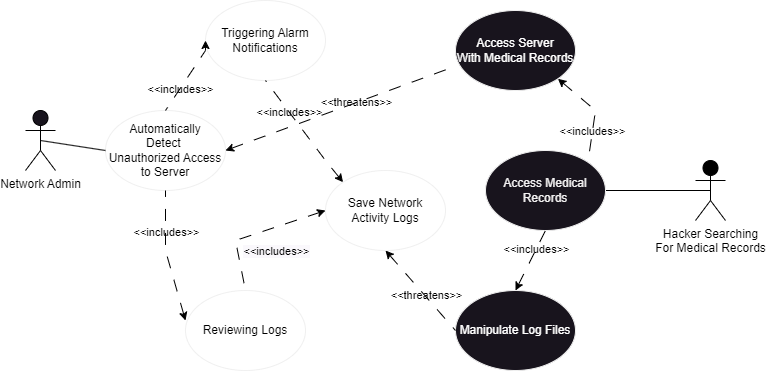 Triggering Alarm
Notifications
Access Server
With Medical Records
<<includes>>
<<threatens>>
<<includes>>
<<includes>>
Automatically
Detect
Unauthorized Access
to Server
Network Admin
Access Medical
Records
Save Network
Activity Logs
Hacker Searching
For Medical Records
<<includes>>
<<includes>>
<<includes>>
<<threatens>>
Reviewing Logs
Manipulate Log Files